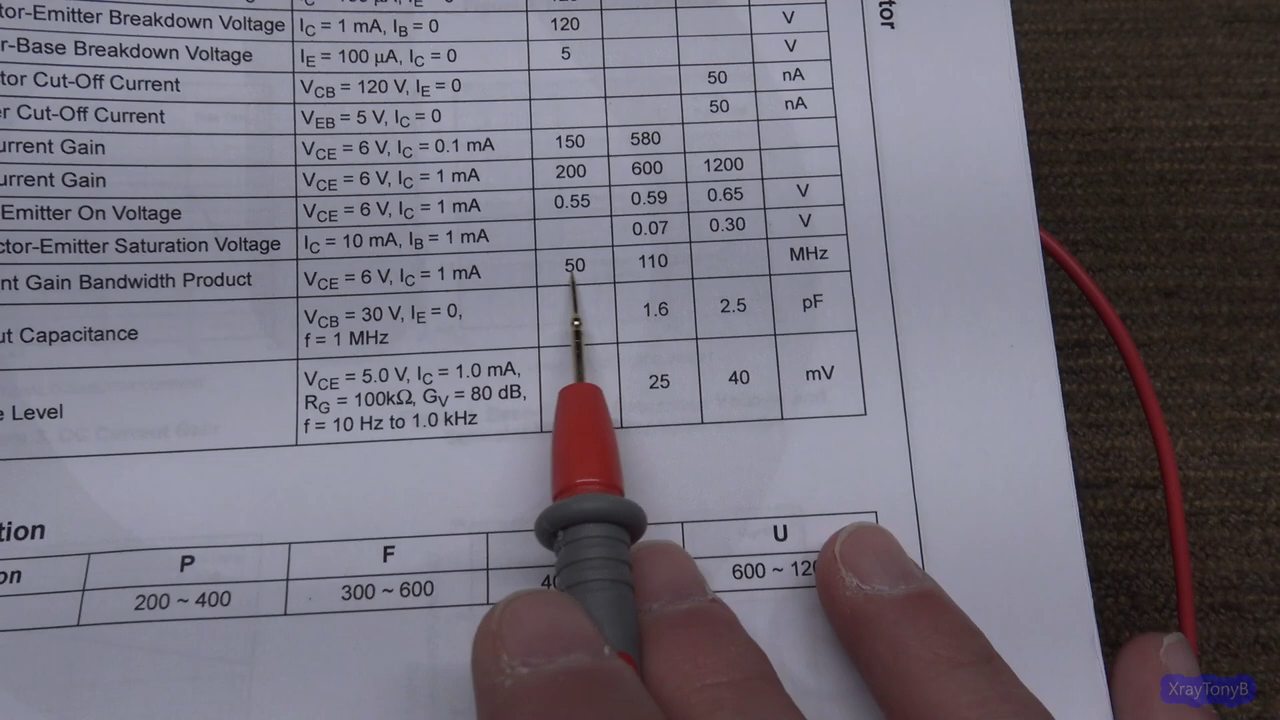 tor-Emitter Breakdown Voltage IC = 1 mA, IB = 0 120 V
r-Base Breakdown Voltage IE = 100 μA, IC = 0 5 V
tor Cut-Off Current VCB = 120 V, IE = 0 50 nA
er Cut-Off Current VEB = 5 V, IC = 0 50 nA
urrent Gain VCE = 6 V, IC = 0.1 mA 150 580
urrent Gain VCE = 6 V, IC = 1 mA 200 600 1200
Emitter On Voltage VCE = 6 V, IC = 1 mA 0.55 0.59 0.65 V
ctor-Emitter Saturation Voltage IC = 10 mA, IB = 1 mA 0.07 0.30 V
nt Gain Bandwidth Product VCE = 6 V, IC = 1 mA 50 110 MHz
ut Capacitance VCB = 30 V, IE = 0, 1.6 2.5 pF
f = 1 MHz
e Level VCE = 5.0 V, IC = 1.0 mA, 25 40 mV
RG = 100kΩ, GV = 80 dB,
f = 10 Hz to 1.0 kHz
tor
tion
on P F U
200 ~ 400 300 ~ 600 40 600 ~ 120
XrayTonyB